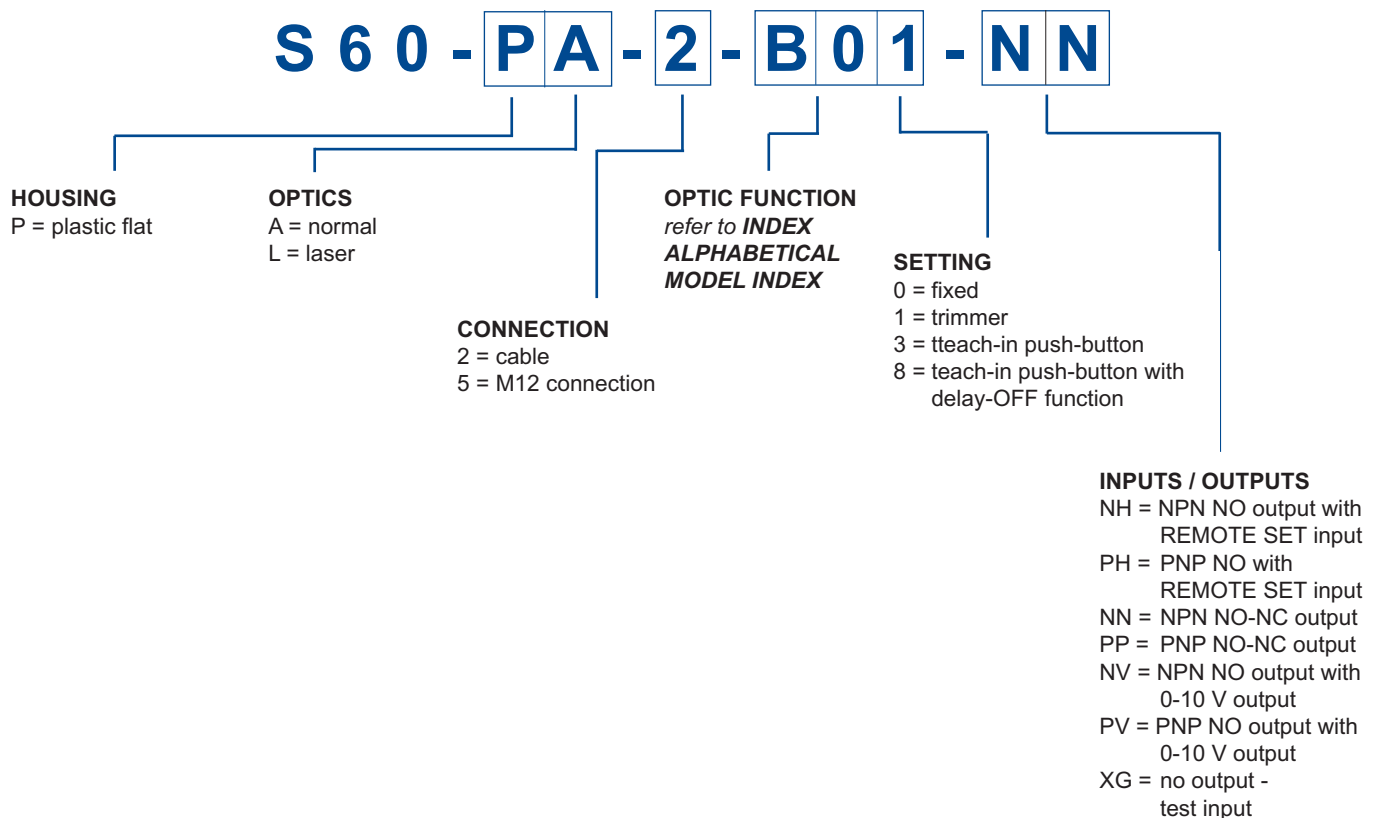 S60-PA-2-B01-NN
HOUSING
P = plastic flat
OPTICS
A = normal
L = laser
CONNECTION
2 = cable
5 = M12 connection
OPTIC FUNCTION
refer to INDEX
ALPHABETICAL
MODEL INDEX
SETTING
0 = fixed
1 = trimmer
3 = tteach-in push-button
8 = teach-in push-button with
delay-OFF function
INPUTS / OUTPUTS
NH = NPN NO output with
REMOTE SET input
PH = PNP NO with
REMOTE SET input
NN = NPN NO-NC output
PP = PNP NO-NC output
NV = NPN NO output with
0-10 V output
PV = PNP NO output with
0-10 V output
XG = no output -
test input